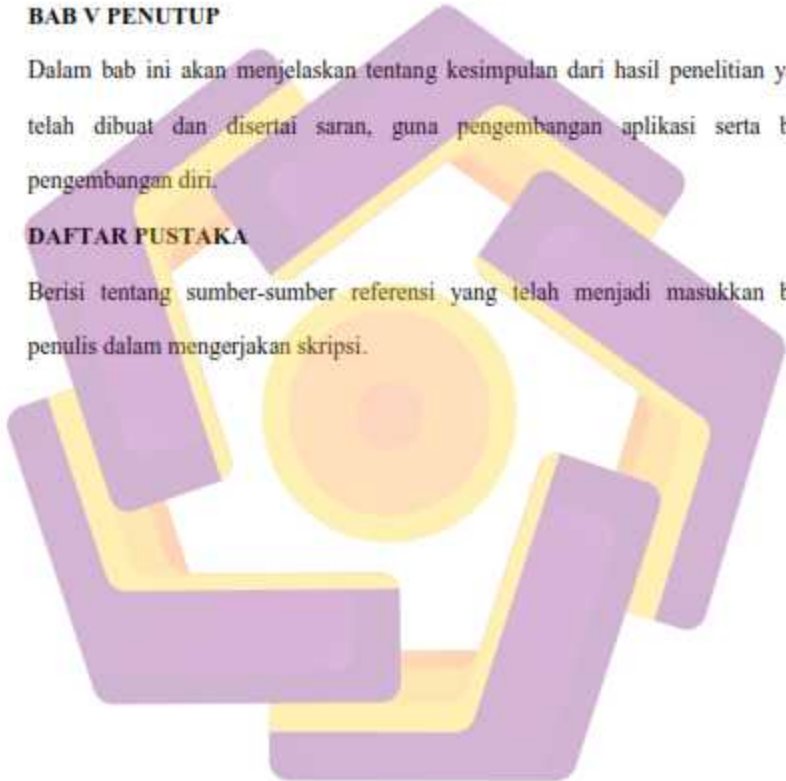 BAB V PENUTUP
Dalam bab ini akan menjelaskan tentang kesimpulan dari hasil penelitian
telah dibuat dan disertai saran, guna pengembangan aplikasi serta
pengembangan diri.
DAFTAR PUSTAKA
Berisi tentang sumber-sumber referensi yang telah menjadi masukkan
penulis dalam mengerjakan skripsi.